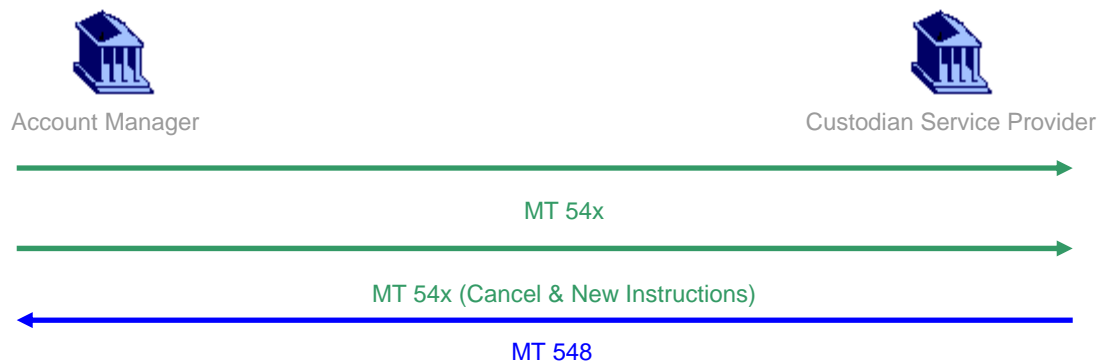 Account Manager
Custodian Service Provider
MT 54x
MT 54x (Cancel & New Instructions)
MT 548